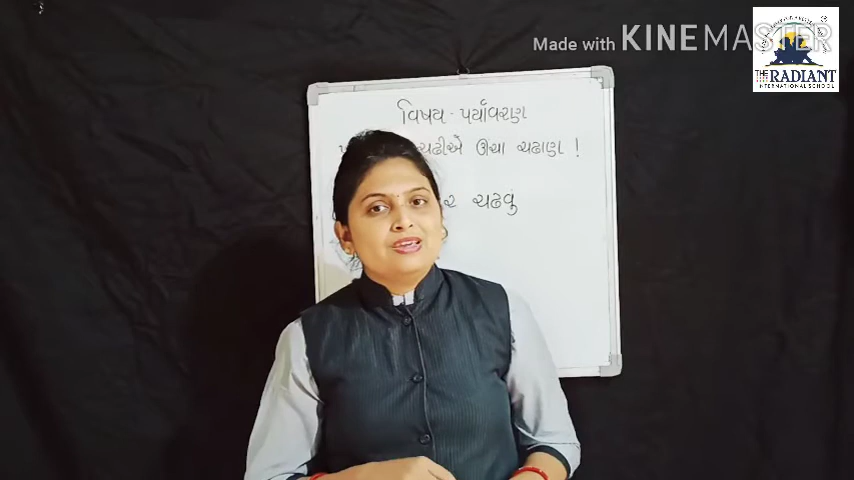 Made with KINEMASTER
THE RADIANT
INTERNATIONAL SCHOOL
વિષય - પર્યાવરણ
ચઢીએ ઊંચા ચઢાણ !
ચઢવું